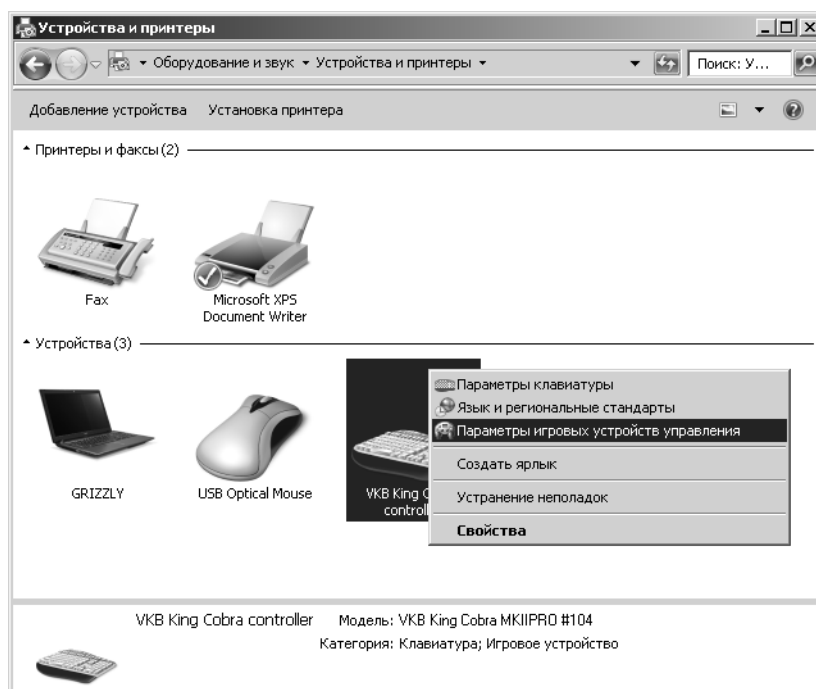 Устройства и принтеры
Оборудование и звук Устройства и принтеры
Поиск: У...
Добавление устройства Установка принтера
Принтеры и факсы (2)
Fax
Microsoft XPS
Document Writer
Устройства (3)
Параметры клавиатуры
Язык и региональные стандарты
Параметры игровых устройств управления
Создать ярлык
Устранение неполадок
Свойства
GRIZZLY
USB Optical Mouse
VKB King
VKB King Cobra controller Модель: VKB King Cobra MKIIPRO #104
Категория: Клавиатура; Игровое устройство